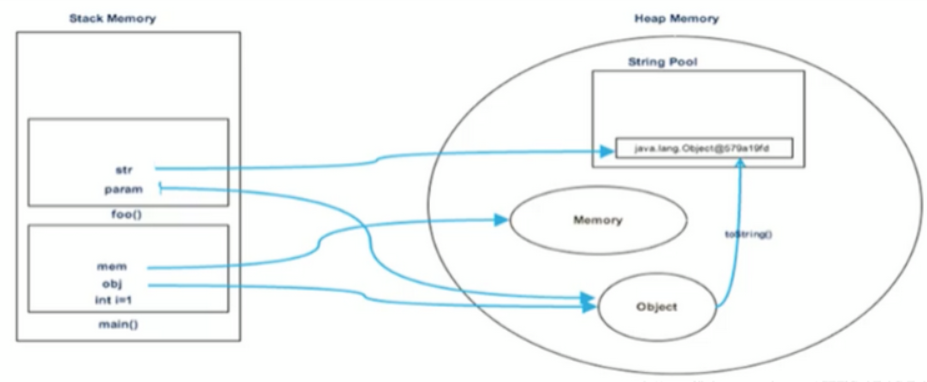 Stack Memory
Heap Memory
String Pool
java.lang.Object@579a19fd
str
param
foo()
Memory
toString()
mem
obj
int i=1
Object
main()